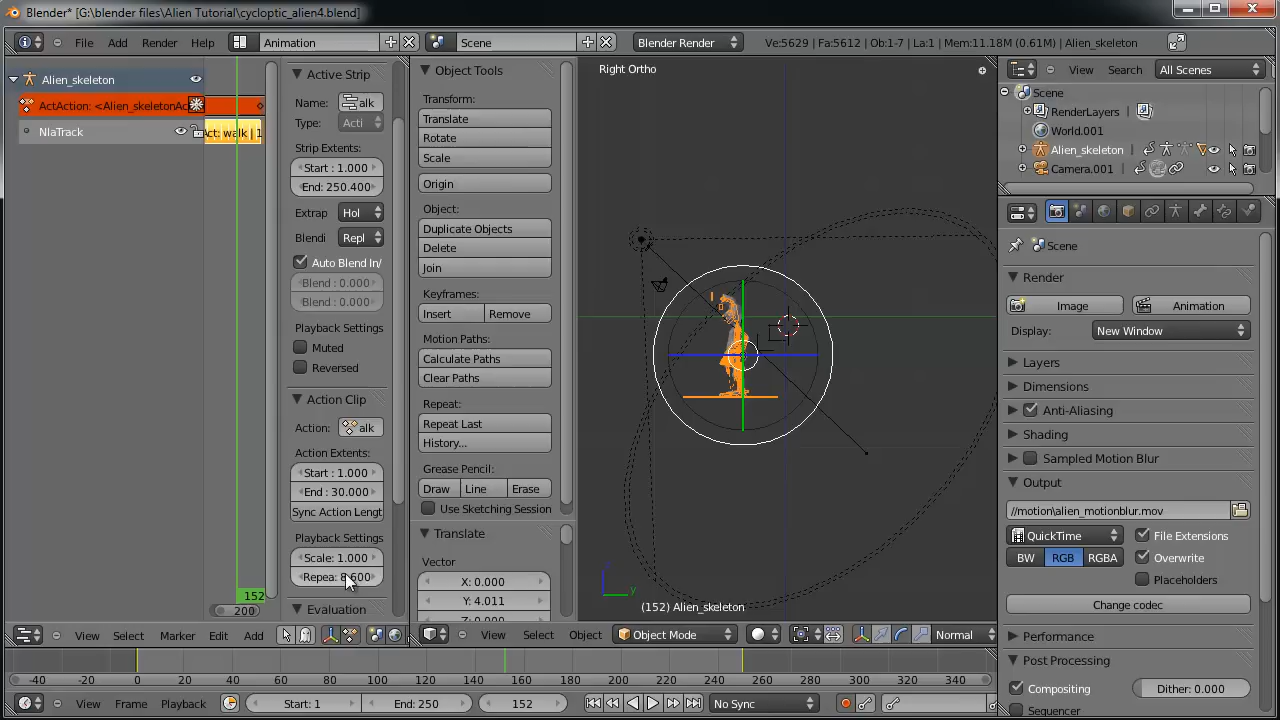 Blender* [G:\blender files\Alien Tutorial\cycloptic_alien4.blend]
File Add Render Help Animation Scene Blender Render Ve:5629 | Fa:5612 | Ob:1-7 | La:1 | Mem:11.18M (0.61M) | Alien_skeleton
Alien_skeleton
ActAction: <Alien_skeletonAc
NlaTrack
Act: walk | 1
152
200
View Select Marker Edit Add
Active Strip
Name: alk
Type: Acti
Strip Extents:
Start : 1.000
End: 250.400
Extrap Hol
Blendi Repl
Auto Blend In/
Blend : 0.000
Blend : 0.000
Playback Settings
Muted
Reversed
Action Clip
Action: alk
Action Extents:
Start : 1.000
End : 30.000
Sync Action Lengt
Playback Settings
Scale: 1.000
Repea: 8.600
Evaluation
Object Tools
Transform:
Translate
Rotate
Scale
Origin
Object:
Duplicate Objects
Delete
Join
Keyframes:
Insert Remove
Motion Paths:
Calculate Paths
Clear Paths
Repeat:
Repeat Last
History...
Grease Pencil:
Draw Line Erase
Use Sketching Session
Translate
Vector
X: 0.000
Y: 4.011
Right Ortho
z
y
(152) Alien_skeleton
View Select Object Object Mode Normal
View Search All Scenes
Scene
RenderLayers
World.001
Alien_skeleton
Camera.001
Scene
Render
Image Animation
Display: New Window
Layers
Dimensions
Anti-Aliasing
Shading
Sampled Motion Blur
Output
//motion\alien_motionblur.mov
QuickTime File Extensions
BW RGB RGBA Overwrite
Placeholders
Change codec
Performance
Post Processing
Compositing Dither: 0.000
Sequencer
-40 -20 0 20 40 60 80 100 120 140 160 180 200 220 240 260 280 300 320 340
View Frame Playback Start: 1 End: 250 152 No Sync